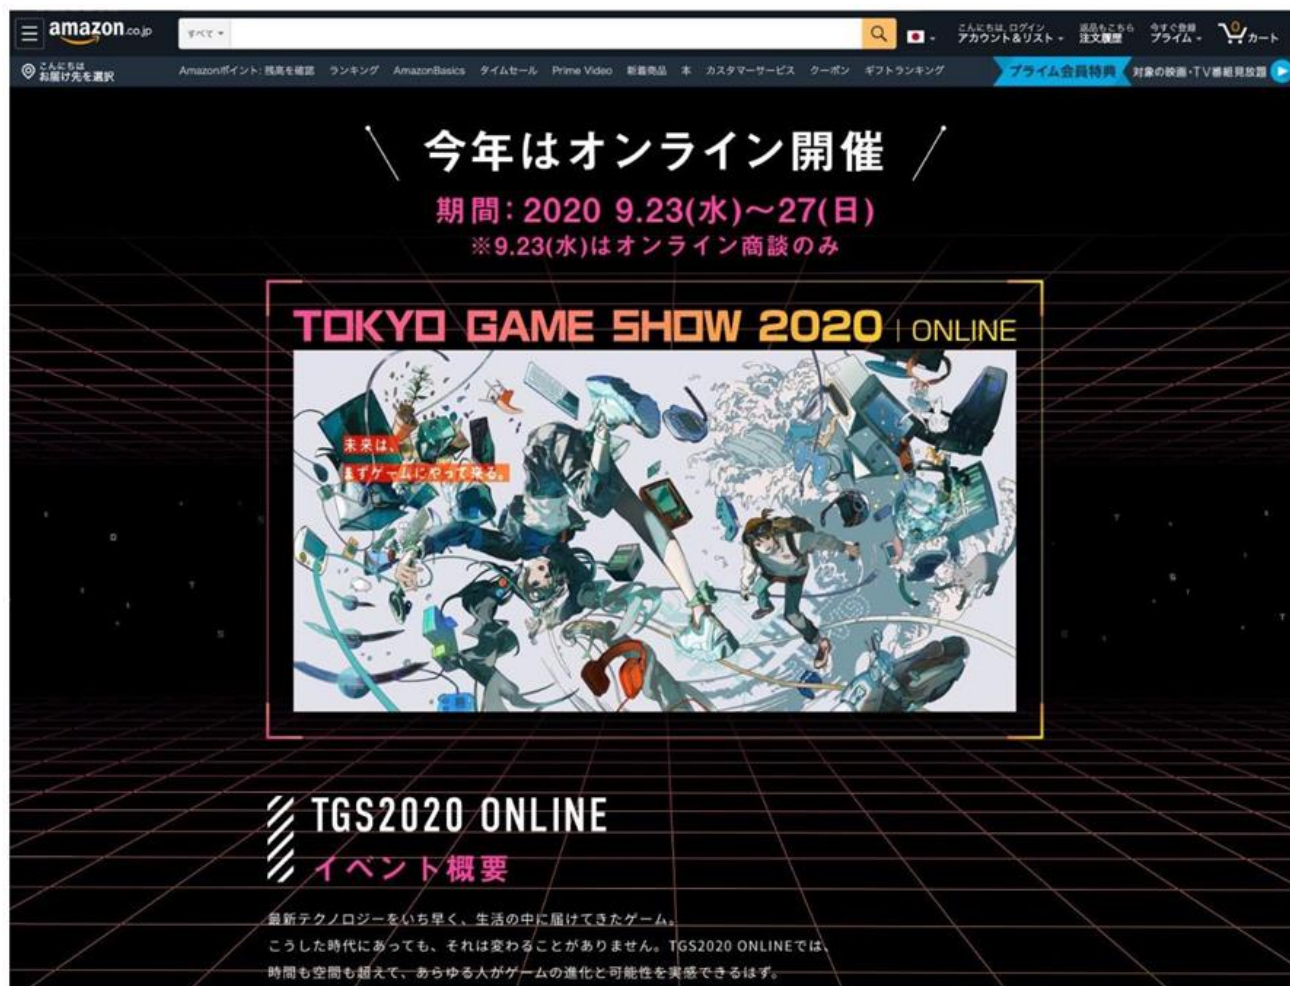 amazon.co.jp
すべて
こんにちは, ログイン
アカウント&リスト
返品もこちら
注文履歴
今すぐ登録
プライム
0
カート
こんにちは
お届け先を選択
Amazonポイント: 残高を確認 ランキング AmazonBasics タイムセール Prime Video 新着商品 本 カスタマーサービス クーポン ギフトランキング
プライム会員特典 対象の映画・TV番組見放題
今年はオンライン開催
期間：2020 9.23(水)～27(日)
※9.23(水)はオンライン商談のみ
TOKYO GAME SHOW 2020 | ONLINE
未来は、
まずゲームにやって来る。
TGS2020 ONLINE
イベント概要
最新テクノロジーをいち早く、生活の中に届けてきたゲーム。
こうした時代にあっても、それは変わることがありません。TGS2020 ONLINEでは、
時間も空間も超えて、あらゆる人がゲームの進化と可能性を実感できるはず。